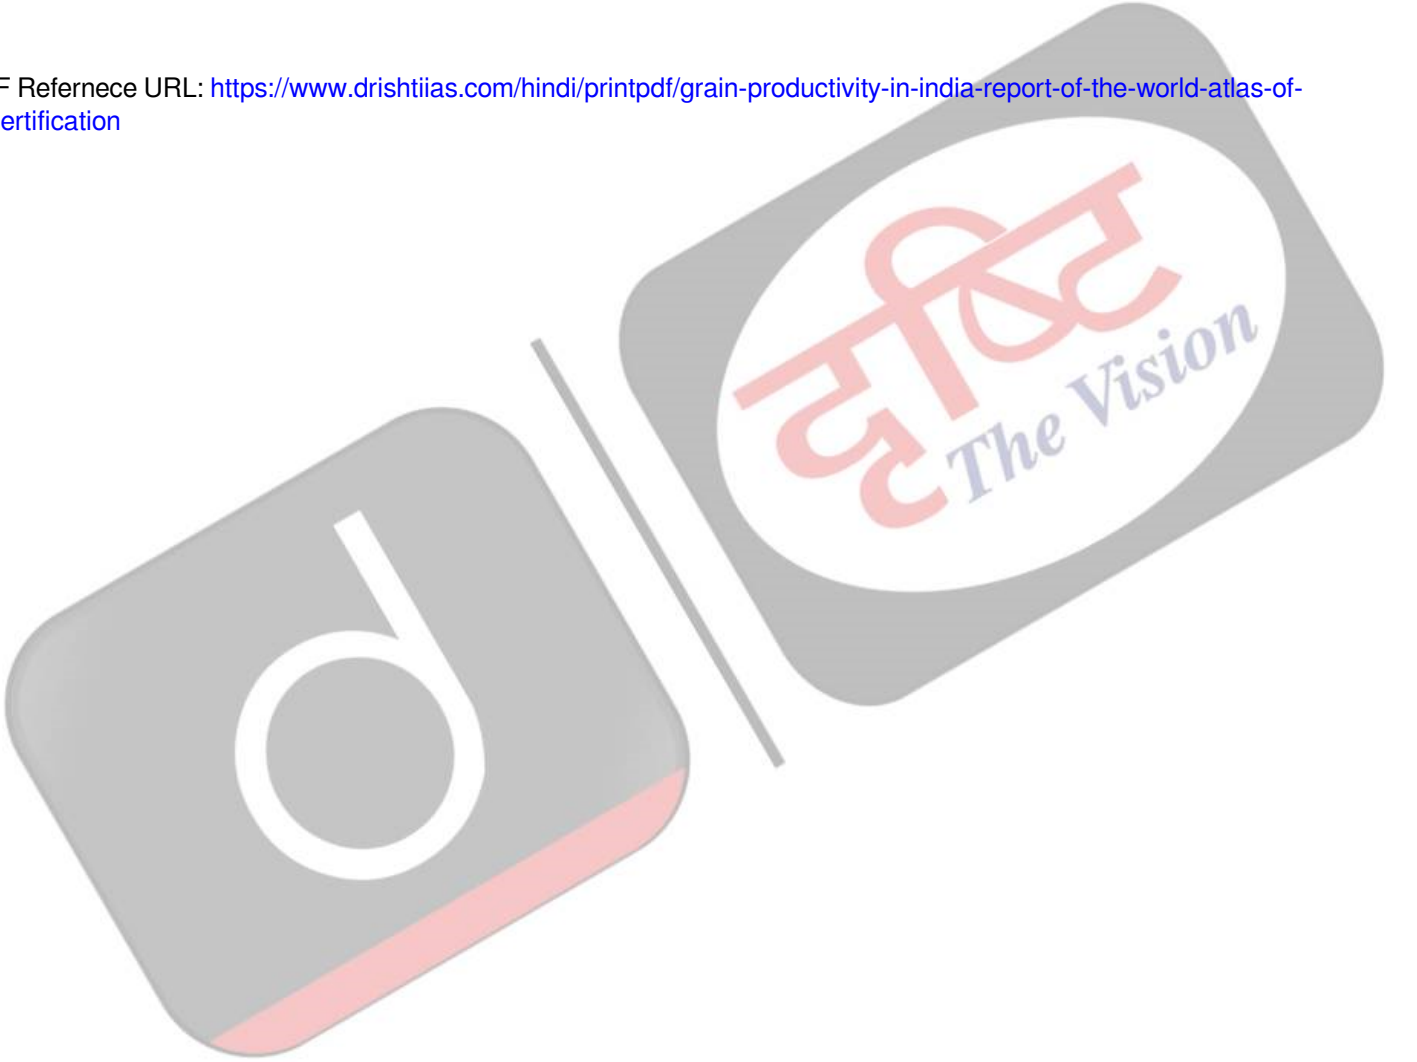 F Refernece URL: https://www.drishtiias.com/hindi/printpdf/grain-productivity-in-india-report-of-the-world-atlas-of-
ertification
दृष्टि
The Vision
d